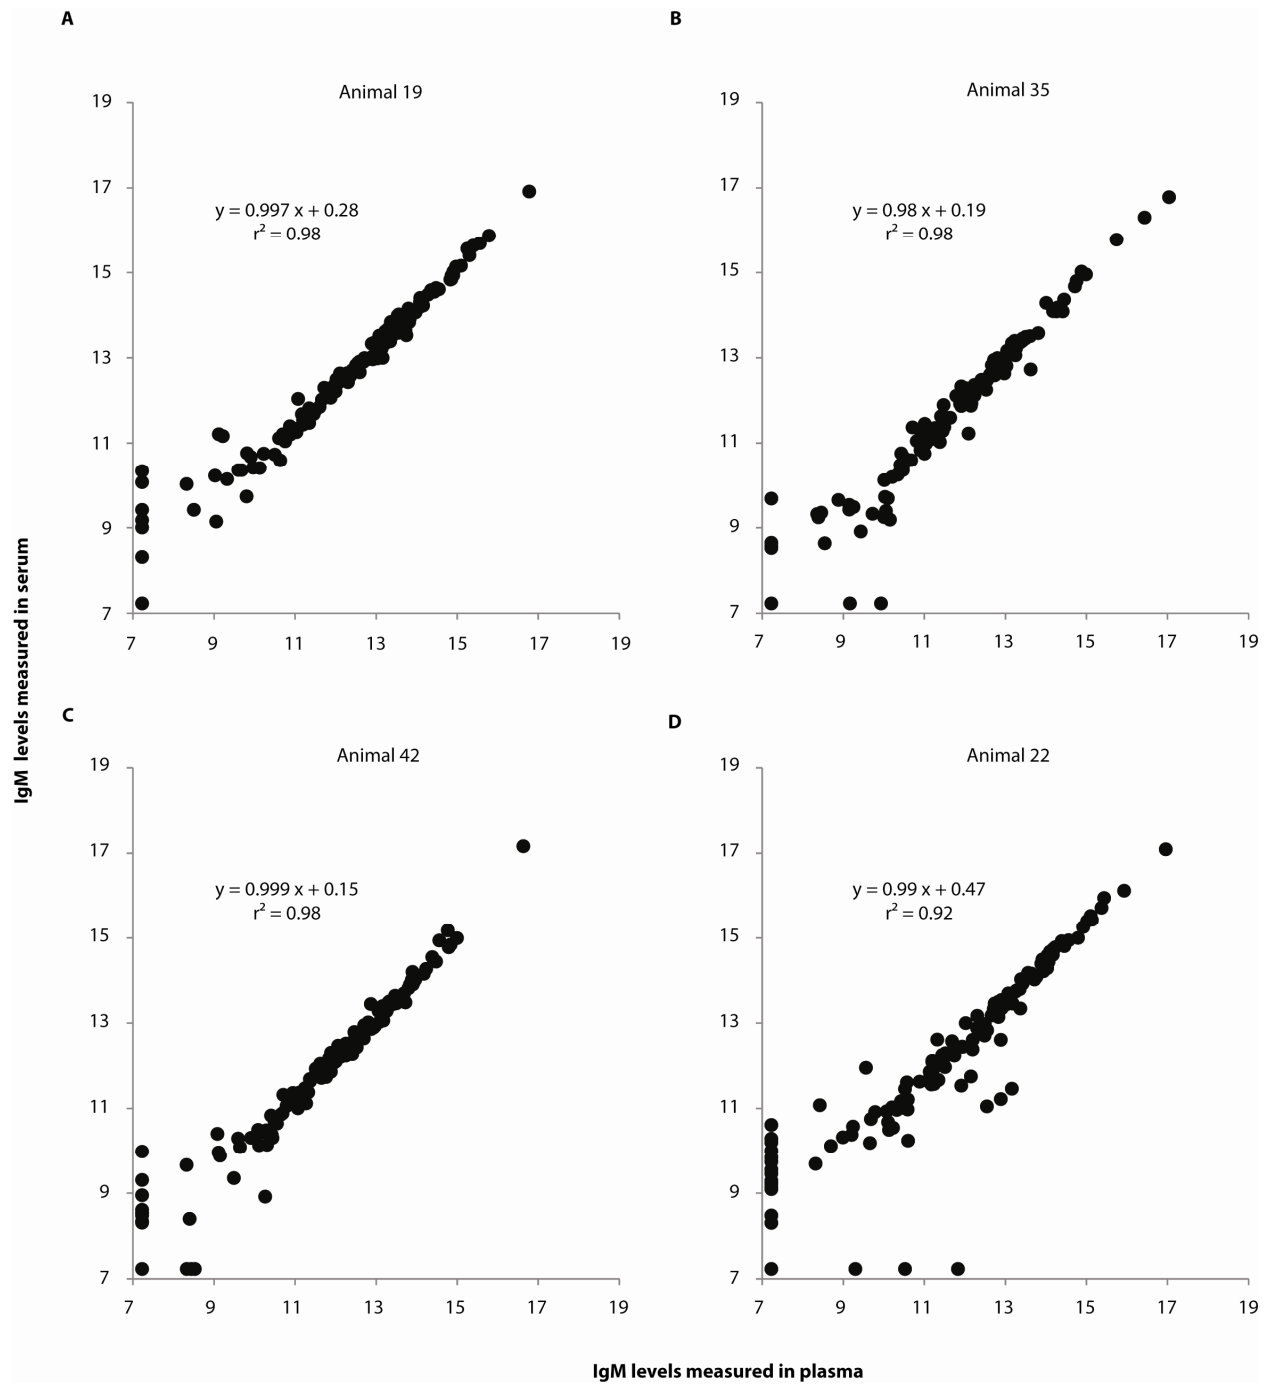 A
Animal 19
y = 0.997 x + 0.28
r² = 0.98
19
17
15
13
11
9
7
7 9 11 13 15 17 19
B
Animal 35
y = 0.98 x + 0.19
r² = 0.98
19
17
15
13
11
9
7
7 9 11 13 15 17 19
C
Animal 42
y = 0.999 x + 0.15
r² = 0.98
19
17
15
13
11
9
7
7 9 11 13 15 17 19
D
Animal 22
y = 0.99 x + 0.47
r² = 0.92
19
17
15
13
11
9
7
7 9 11 13 15 17 19
IgM levels measured in serum
IgM levels measured in plasma